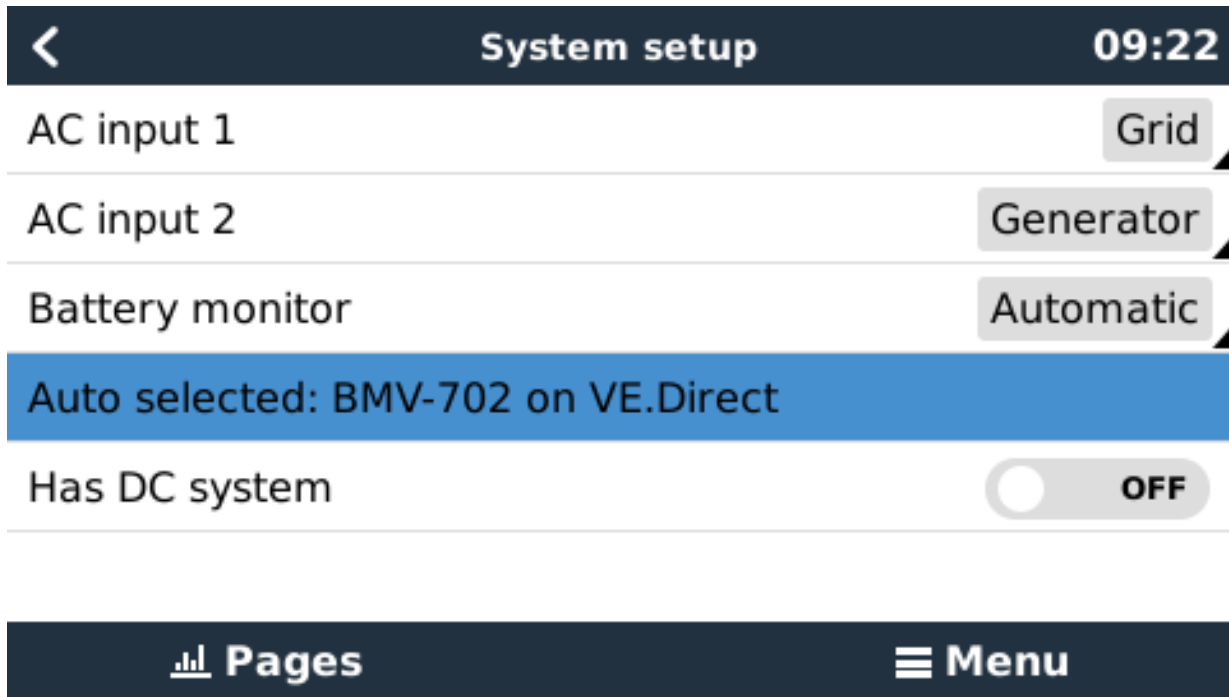 System setup 09:22
AC input 1 Grid
AC input 2 Generator
Battery monitor Automatic
Auto selected: BMV-702 on VE.Direct
Has DC system OFF
Pages Menu